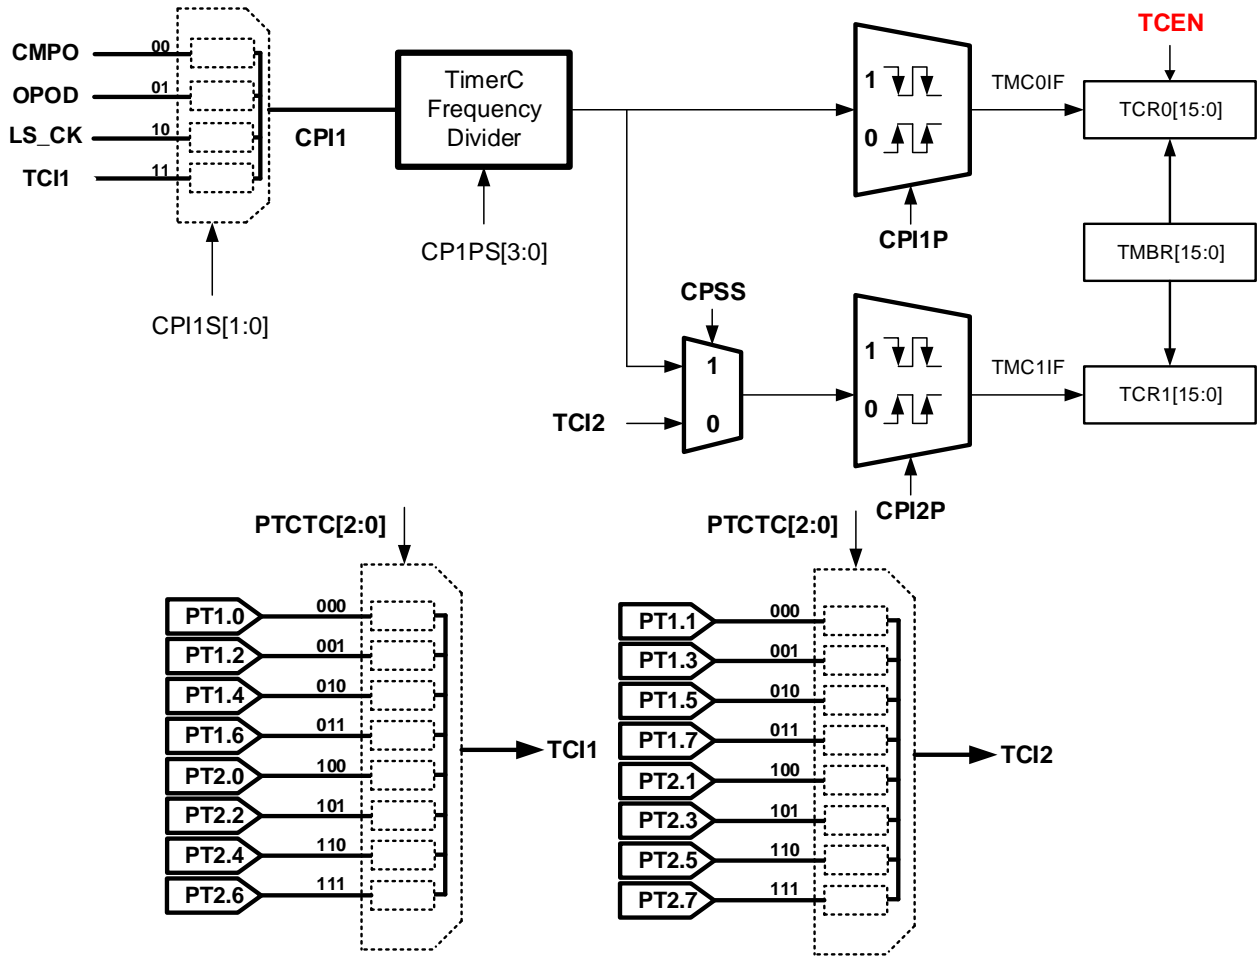 TCEN
CMPO 00
OPOD 01
LS_CK 10
TCI1 11
CPI1
TimerC
Frequency
Divider
CPI1S[1:0]
CP1PS[3:0]
1
0
CPI1P
TMC0IF
TCR0[15:0]
TMBR[15:0]
CPSS
1
0
TCI2
1
0
CPI2P
TMC1IF
TCR1[15:0]
PTCTC[2:0]
PT1.0 000
PT1.2 001
PT1.4 010
PT1.6 011
PT2.0 100
PT2.2 101
PT2.4 110
PT2.6 111
TCI1
PTCTC[2:0]
PT1.1 000
PT1.3 001
PT1.5 010
PT1.7 011
PT2.1 100
PT2.3 101
PT2.5 110
PT2.7 111
TCI2